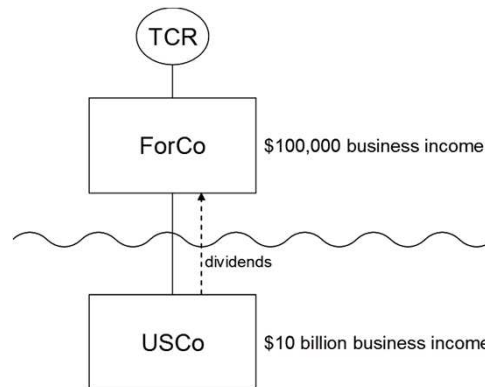 TCR
ForCo
$100,000 business income
dividends
USCo
$10 billion business income